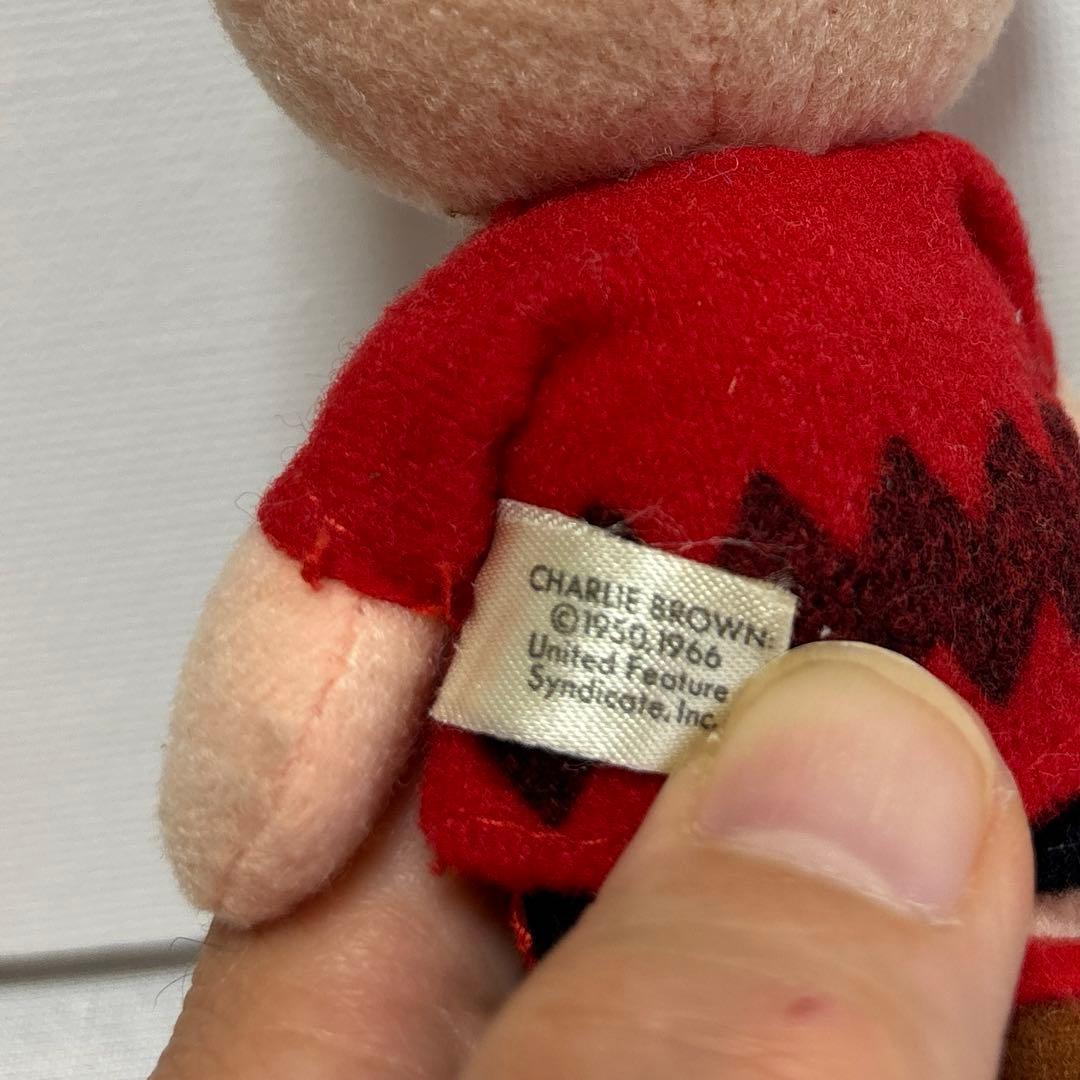 CHARLIE BROWN:
©1950,1966
United Feature
Syndicate, Inc.